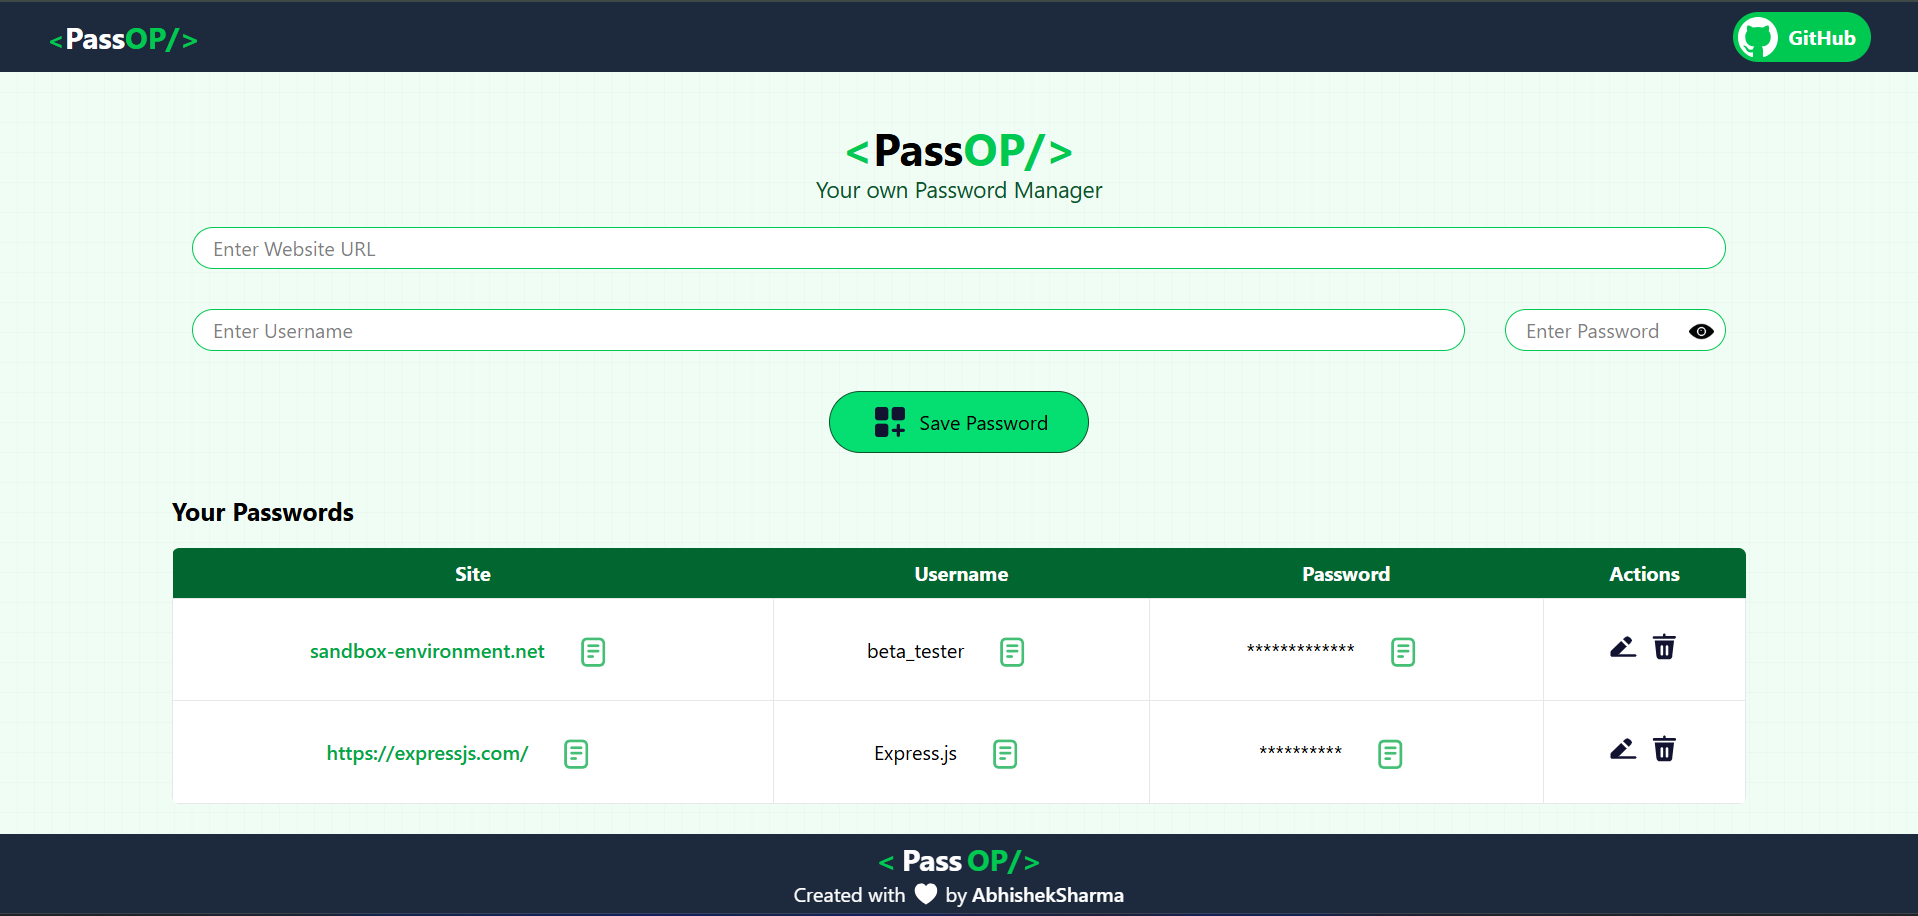 <PassOP/>
GitHub
<PassOP/>
Your own Password Manager
Enter Website URL
Enter Username
Enter Password
Save Password
Your Passwords
Site Username Password Actions
sandbox-environment.net beta_tester *************
https://expressjs.com/ Express.js **********
< Pass OP/>
Created with by AbhishekSharma